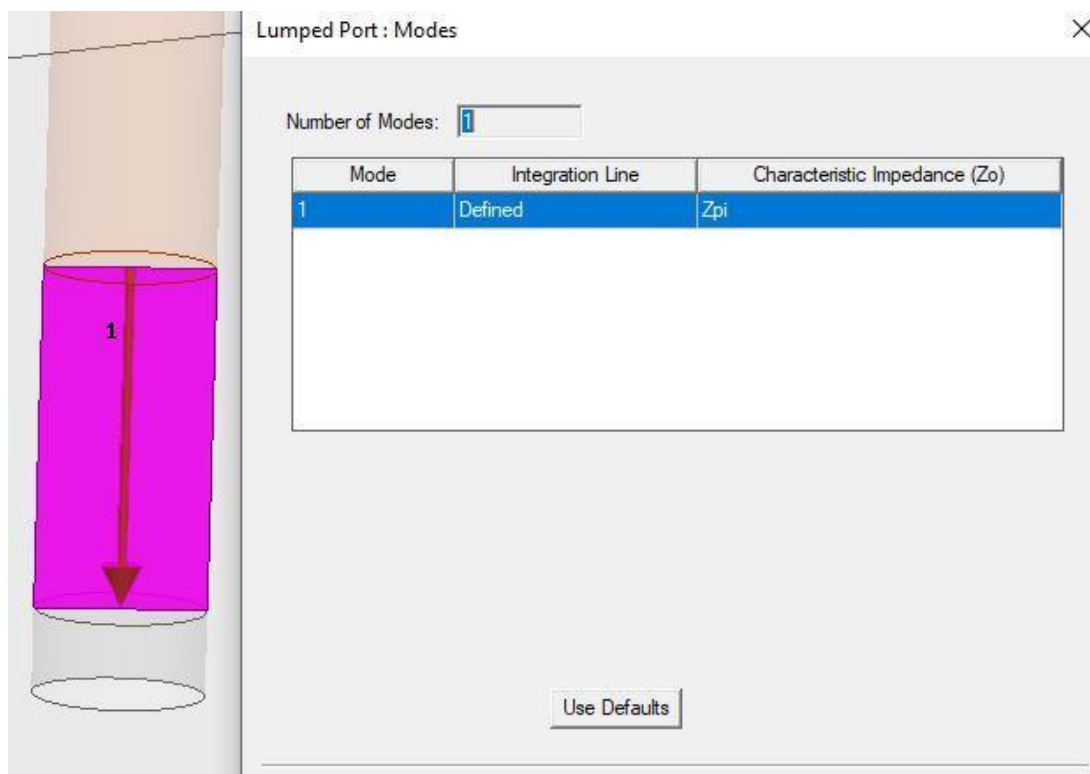 Lumped Port : Modes
Number of Modes: 1
Mode Integration Line Characteristic Impedance (Zo)
1 Defined Zpi
1
Use Defaults